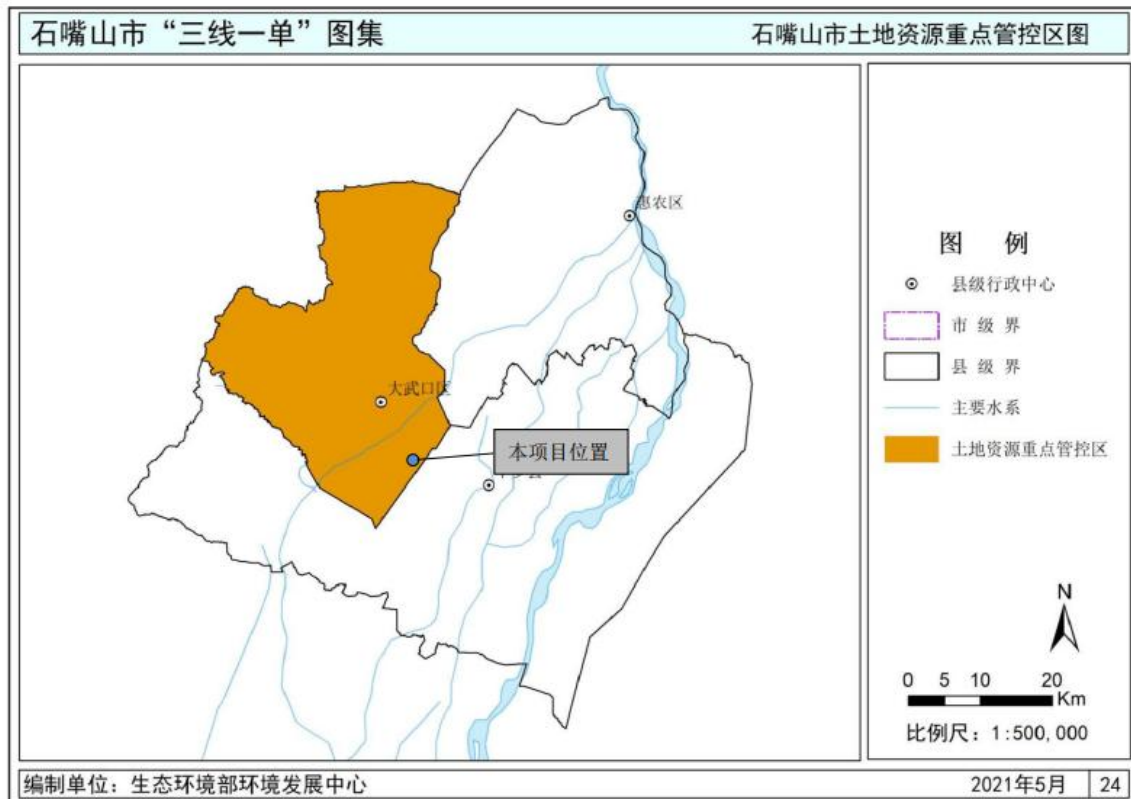 石嘴山市“三线一单”图集
石嘴山市土地资源重点管控区图
惠农区
大武口区
本项目位置
图 例
县级行政中心
市 级 界
县 级 界
主要水系
土地资源重点管控区
N
0 5 10 20
Km
比例尺：1:500,000
编制单位：生态环境部环境发展中心
2021年5月
24